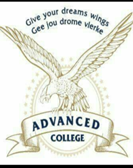 Give your dreams wings
Gee jou drome vlerke
ADVANCED
COLLEGE